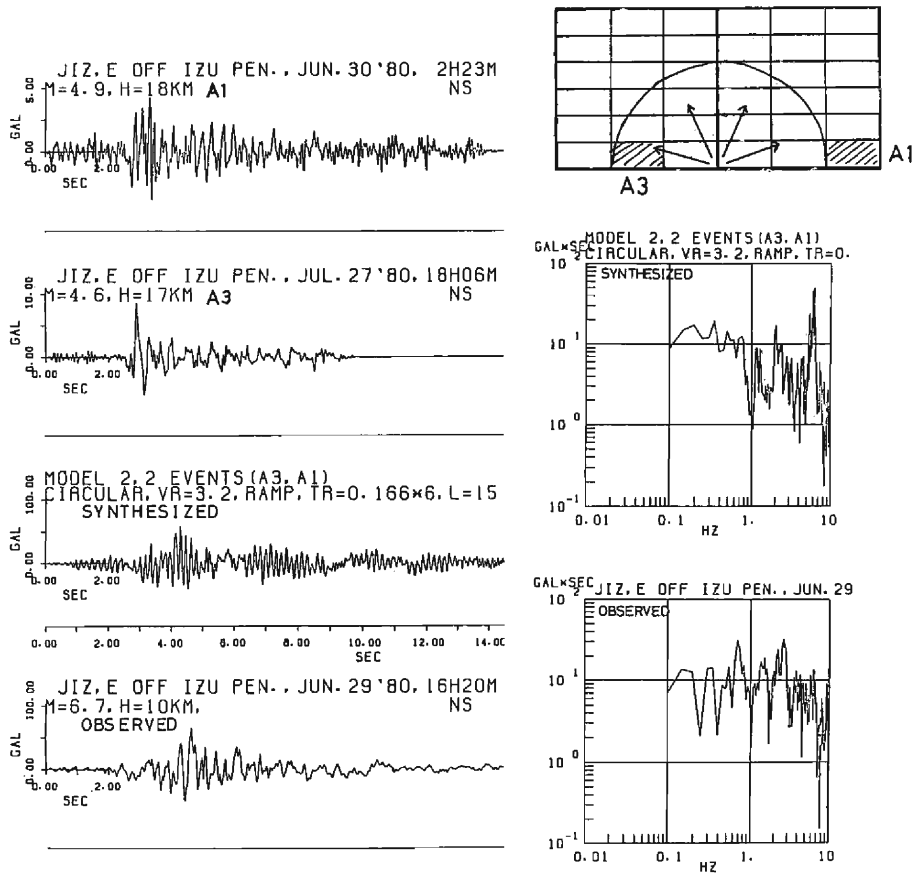 JIZ,E OFF IZU PEN., JUN.30'80, 2H23M
M=4.9,H=18KM A1 NS
5.00
GAL
0.00
0.00 2.00
SEC
JIZ,E OFF IZU PEN., JUL.27'80,18H06M
M=4.6,H=17KM A3 NS
10.00
GAL
0.00
0.00 2.00
SEC
MODEL 2,2 EVENTS(A3,A1)
CIRCULAR,VR=3.2,RAMP,TR=0.166*6,L=15
SYNTHESIZED
100.00
GAL
0.00
0.00 2.00
SEC
0.00 2.00 4.00 6.00 8.00 10.00 12.00 14.0
SEC
JIZ,E OFF IZU PEN., JUN.29'80,16H20M
M=6.7,H=10KM, NS
OBSERVED
100.00
GAL
0.00
0.00 2.00
SEC
A1
A3
MODEL 2,2 EVENTS(A3,A1)
GAL*SEC
CIRCULAR,VR=3.2,RAMP,TR=0.
SYNTHESIZED
10 2
10 1
10 0
10 -1
0.01 0.1 1. 10
HZ
GAL*SEC
JIZ,E OFF IZU PEN., JUN.29
OBSERVED
10 2
10 1
10 0
10 -1
0.01 0.1 1. 10
HZ